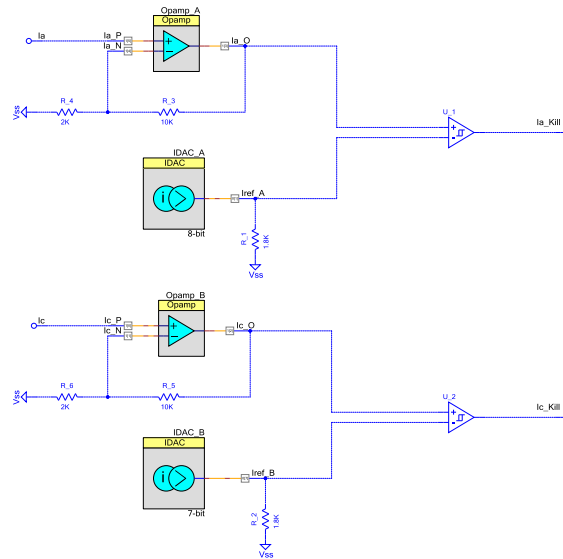 Opamp_A
Opamp
Ia
Ia_P
Ia_N
Ia_O
Vss
R_4
2K
R_3
10K
U_1
Ia_Kill
IDAC_A
IDAC
Iref_A
8-bit
R_1
1.8K
Vss
Opamp_B
Opamp
Ic
Ic_P
Ic_N
Ic_O
Vss
R_6
2K
R_5
10K
U_2
Ic_Kill
IDAC_B
IDAC
Iref_B
7-bit
R_2
1.8K
Vss